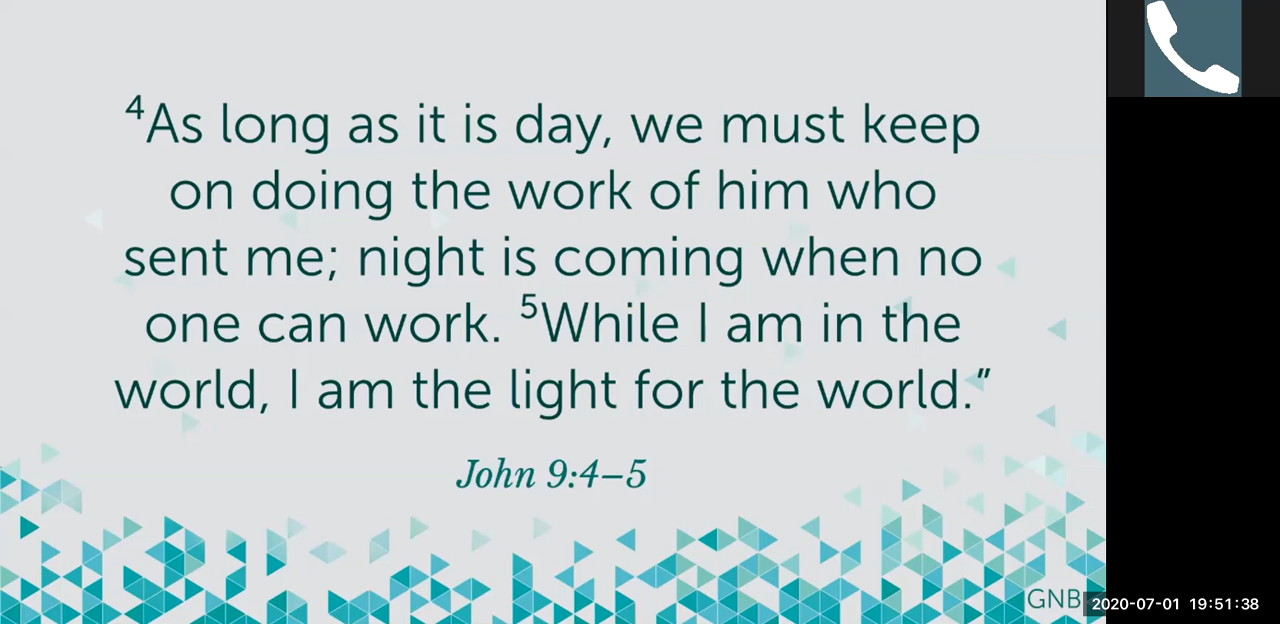 ⁴As long as it is day, we must keep
on doing the work of him who
sent me; night is coming when no
one can work. ⁵While I am in the
world, I am the light for the world.”
John 9:4–5
GNB
2020-07-01 19:51:38